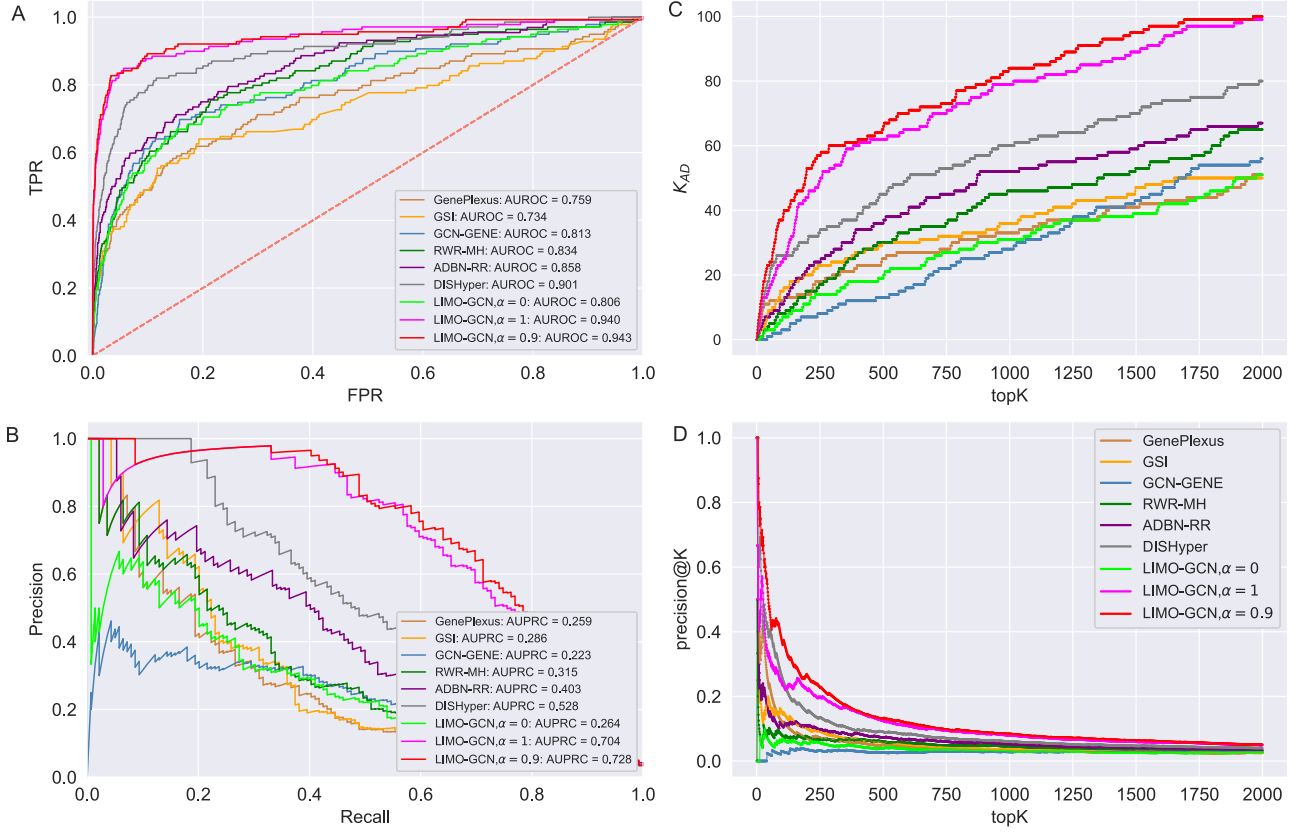 A
1.0
0.8
0.6
0.4
0.2
0.0
TPR
0.0 0.2 0.4 0.6 0.8 1.0
FPR
GenePlexus: AUROC = 0.759
GSI: AUROC = 0.734
GCN-GENE: AUROC = 0.813
RWR-MH: AUROC = 0.834
ADBN-RR: AUROC = 0.858
DISHyper: AUROC = 0.901
LIMO-GCN,α = 0: AUROC = 0.806
LIMO-GCN,α = 1: AUROC = 0.940
LIMO-GCN,α = 0.9: AUROC = 0.943
C
100
80
60
40
20
0
K_AD
0 250 500 750 1000 1250 1500 1750 2000
topK
B
1.0
0.8
0.6
0.4
0.2
0.0
Precision
0.0 0.2 0.4 0.6 0.8 1.0
Recall
GenePlexus: AUPRC = 0.259
GSI: AUPRC = 0.286
GCN-GENE: AUPRC = 0.223
RWR-MH: AUPRC = 0.315
ADBN-RR: AUPRC = 0.403
DISHyper: AUPRC = 0.528
LIMO-GCN,α = 0: AUPRC = 0.264
LIMO-GCN,α = 1: AUPRC = 0.704
LIMO-GCN,α = 0.9: AUPRC = 0.728
D
1.0
0.8
0.6
0.4
0.2
0.0
precision@K
0 250 500 750 1000 1250 1500 1750 2000
topK
GenePlexus
GSI
GCN-GENE
RWR-MH
ADBN-RR
DISHyper
LIMO-GCN,α = 0
LIMO-GCN,α = 1
LIMO-GCN,α = 0.9